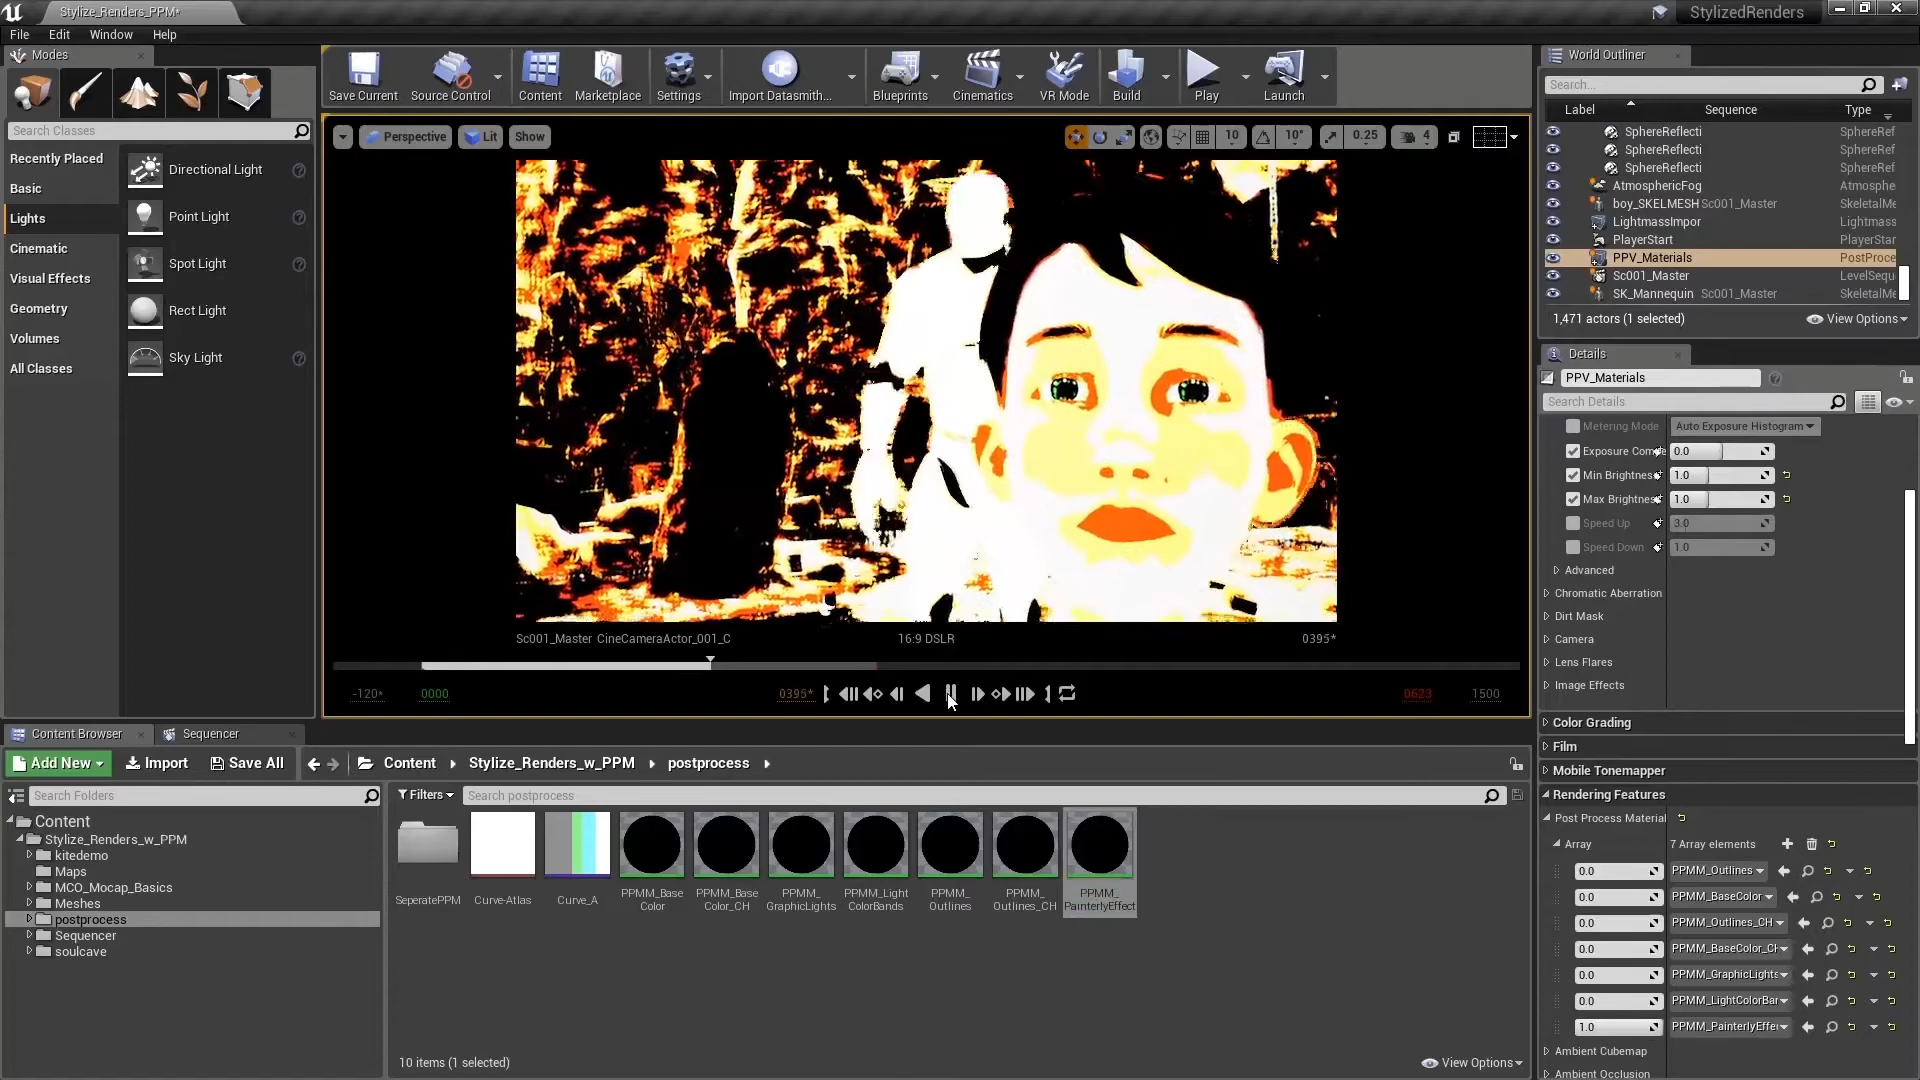 Stylize_Renders_PPM*
StylizedRenders
File Edit Window Help
Modes
Save Current
Source Control
Content
Marketplace
Settings
Import Datasmith...
Blueprints
Cinematics
VR Mode
Build
Play
Launch
Search Classes
Recently Placed
Basic
Lights
Cinematic
Visual Effects
Geometry
Volumes
All Classes
Directional Light
Point Light
Spot Light
Rect Light
Sky Light
Perspective Lit Show
10 10° 0.25 4
Sc001_Master CineCameraActor_001_C 16:9 DSLR 0395*
-120* 0000 0395* 0623 1500
World Outliner
Search...
Label Sequence Type
SphereReflecti SphereRef
SphereReflecti SphereRef
SphereReflecti SphereRef
AtmosphericFog Atmosphe
boy_SKELMESH Sc001_Master SkeletalMe
LightmassImpor Lightmass
PlayerStart PlayerStar
PPV_Materials PostProce
Sc001_Master LevelSequ
SK_Mannequin Sc001_Master SkeletalMe
1,471 actors (1 selected) View Options
Details
PPV_Materials
Search Details
Metering Mode Auto Exposure Histogram
Exposure Com 0.0
Min Brightness 1.0
Max Brightness 1.0
Speed Up 3.0
Speed Down 1.0
Advanced
Chromatic Aberration
Dirt Mask
Camera
Lens Flares
Image Effects
Color Grading
Film
Mobile Tonemapper
Rendering Features
Post Process Material
Array 7 Array elements
0.0 PPMM_Outlines
0.0 PPMM_BaseColor
0.0 PPMM_Outlines_CH
0.0 PPMM_BaseColor_CH
0.0 PPMM_GraphicLights
0.0 PPMM_LightColorBan
1.0 PPMM_PainterlyEffec
Ambient Cubemap
Ambient Occlusion
Content Browser Sequencer
Add New Import Save All Content Stylize_Renders_w_PPM postprocess
Search Folders
Filters Search postprocess
Content
Stylize_Renders_w_PPM
kitedemo
Maps
MCO_Mocap_Basics
Meshes
postprocess
Sequencer
soulcave
SeperatePPM
Curve-Atlas
Curve_A
PPMM_Base
Color
PPMM_Base
Color_CH
PPMM_
GraphicLights
PPMM_Light
ColorBands
PPMM_
Outlines
PPMM_
Outlines_CH
PPMM_
PainterlyEffect
10 items (1 selected) View Options